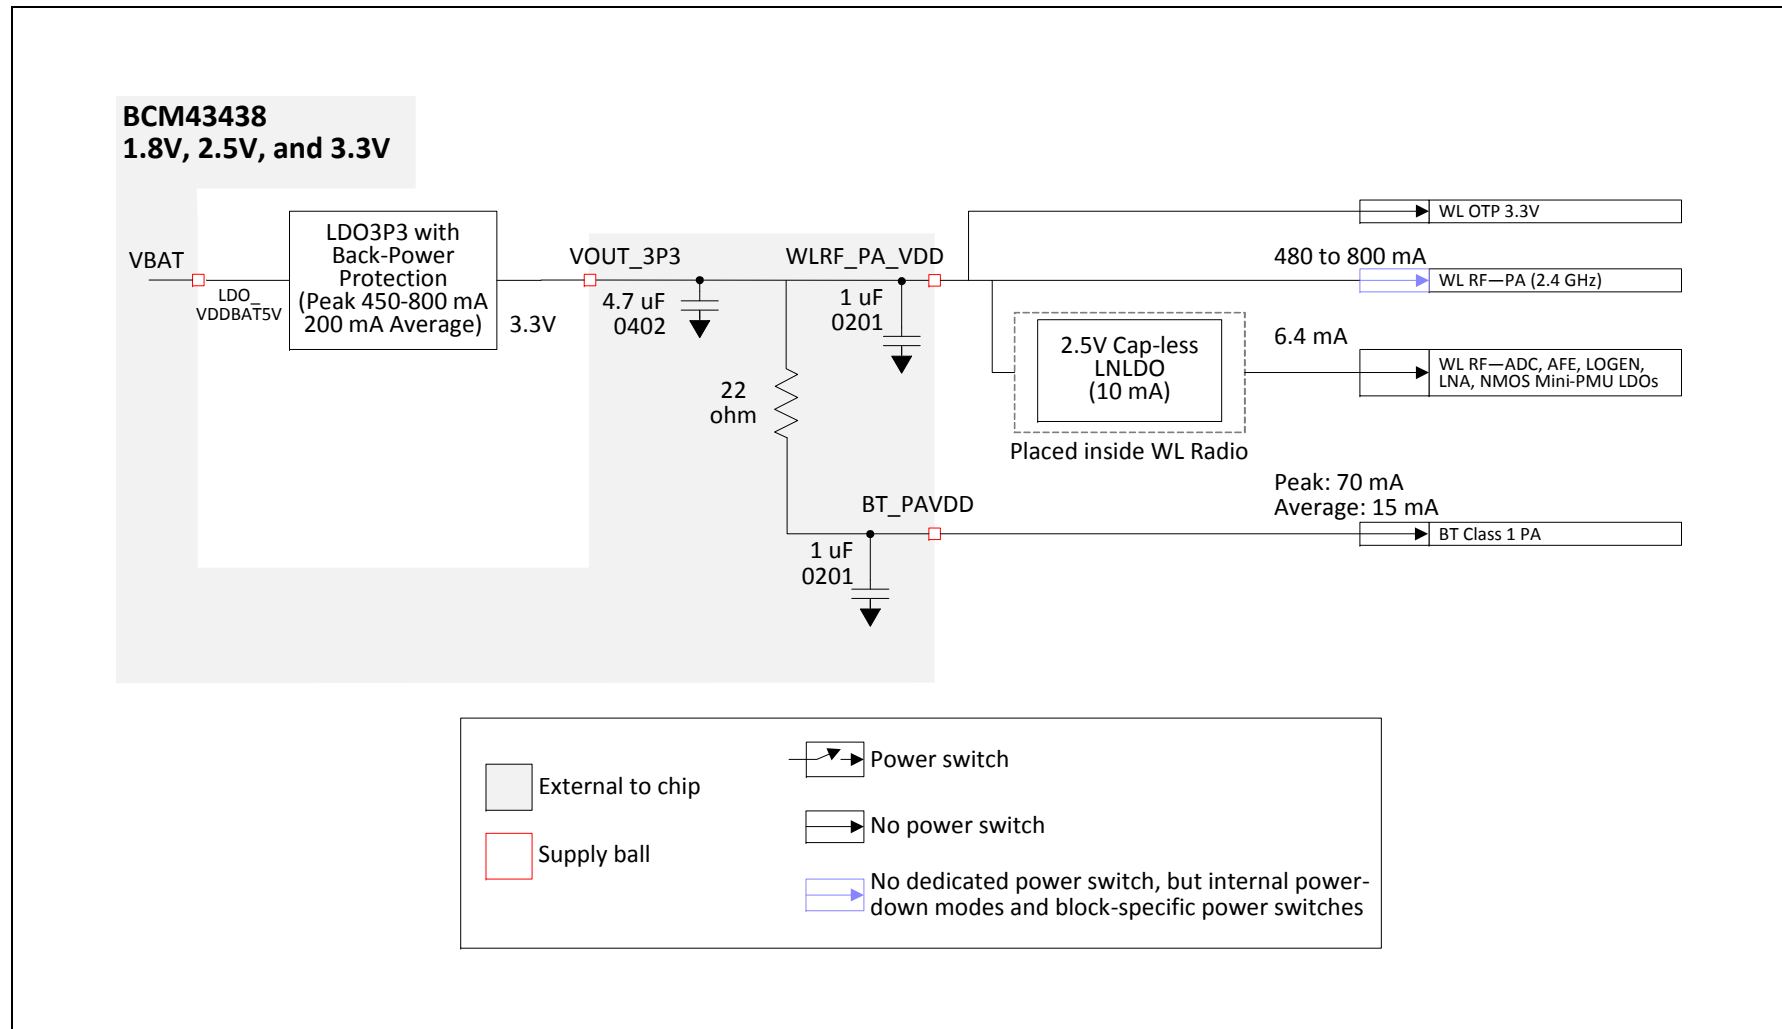 BCM43438
1.8V, 2.5V, and 3.3V
VBAT
LDO_
VDDBAT5V
LDO3P3 with
Back-Power
Protection
(Peak 450-800 mA
200 mA Average)
3.3V
VOUT_3P3
4.7 uF
0402
22
ohm
WLRF_PA_VDD
1 uF
0201
BT_PAVDD
1 uF
0201
2.5V Cap-less
LNLDO
(10 mA)
Placed inside WL Radio
WL OTP 3.3V
480 to 800 mA
WL RF—PA (2.4 GHz)
6.4 mA
WL RF—ADC, AFE, LOGEN,
LNA, NMOS Mini-PMU LDOs
Peak: 70 mA
Average: 15 mA
BT Class 1 PA
External to chip
Supply ball
Power switch
No power switch
No dedicated power switch, but internal power-
down modes and block-specific power switches